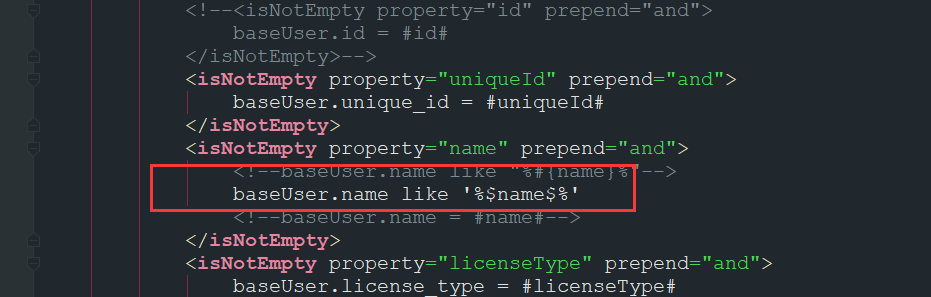 <!--<isNotEmpty property="id" prepend="and">
baseUser.id = #id#
</isNotEmpty>-->
<isNotEmpty property="uniqueId" prepend="and">
baseUser.unique_id = #uniqueId#
</isNotEmpty>
<isNotEmpty property="name" prepend="and">
<!--baseUser.name like "%#{name}%"-->
baseUser.name like '%$name$%'
<!--baseUser.name = #name#-->
</isNotEmpty>
<isNotEmpty property="licenseType" prepend="and">
baseUser.license_type = #licenseType#